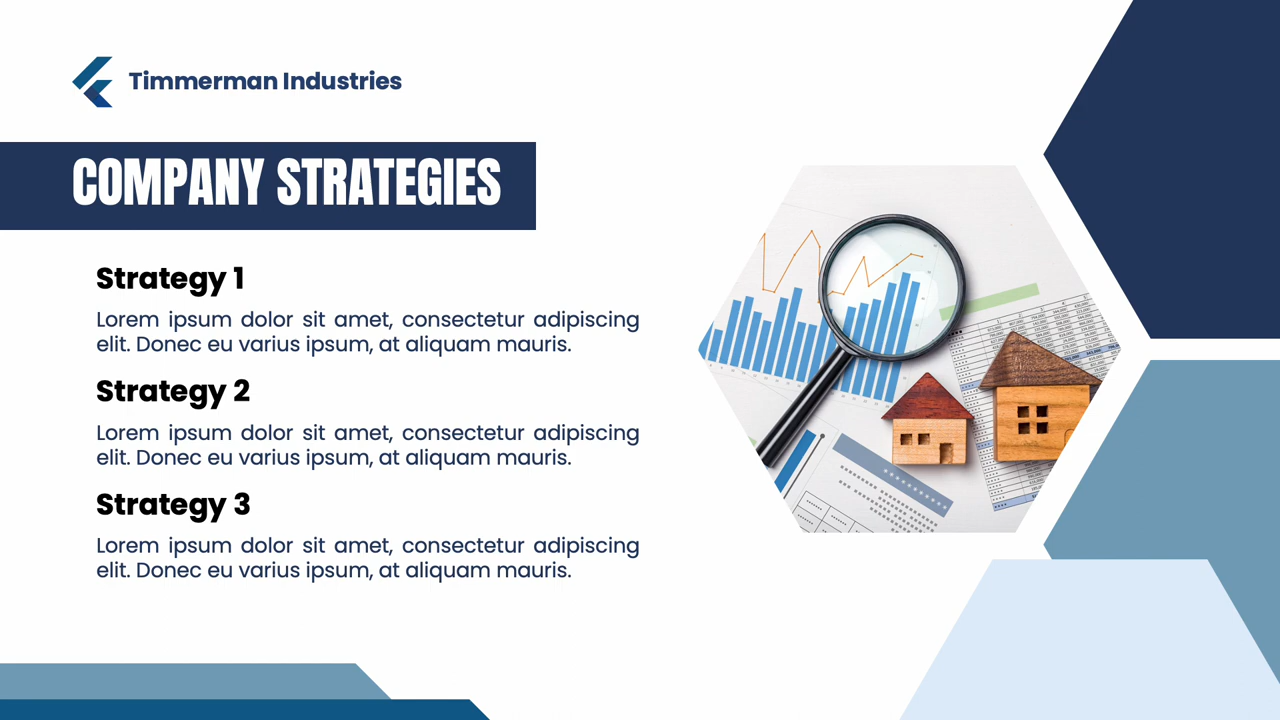 Timmerman Industries
COMPANY STRATEGIES
Strategy 1
Lorem ipsum dolor sit amet, consectetur adipiscing
elit. Donec eu varius ipsum, at aliquam mauris.
Strategy 2
Lorem ipsum dolor sit amet, consectetur adipiscing
elit. Donec eu varius ipsum, at aliquam mauris.
Strategy 3
Lorem ipsum dolor sit amet, consectetur adipiscing
elit. Donec eu varius ipsum, at aliquam mauris.